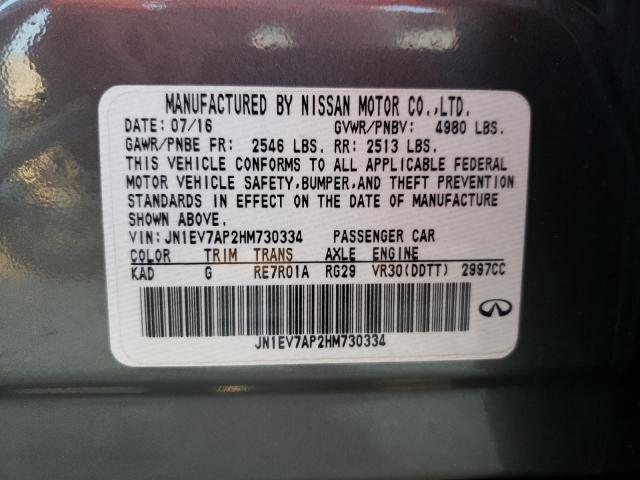 MANUFACTURED BY NISSAN MOTOR CO.,LTD.
DATE: 07/16 GVWR/PNBV: 4980 LBS.
GAWR/PNBE FR: 2546 LBS. RR: 2513 LBS.
THIS VEHICLE CONFORMS TO ALL APPLICABLE FEDERAL
MOTOR VEHICLE SAFETY,BUMPER,AND THEFT PREVENTION
STANDARDS IN EFFECT ON THE DATE OF MANUFACTURE
SHOWN ABOVE.
VIN: JN1EV7AP2HM730334 PASSENGER CAR
COLOR TRIM TRANS AXLE ENGINE
KAD G RE7R01A RG29 VR30(DDTT) 2997CC
JN1EV7AP2HM730334